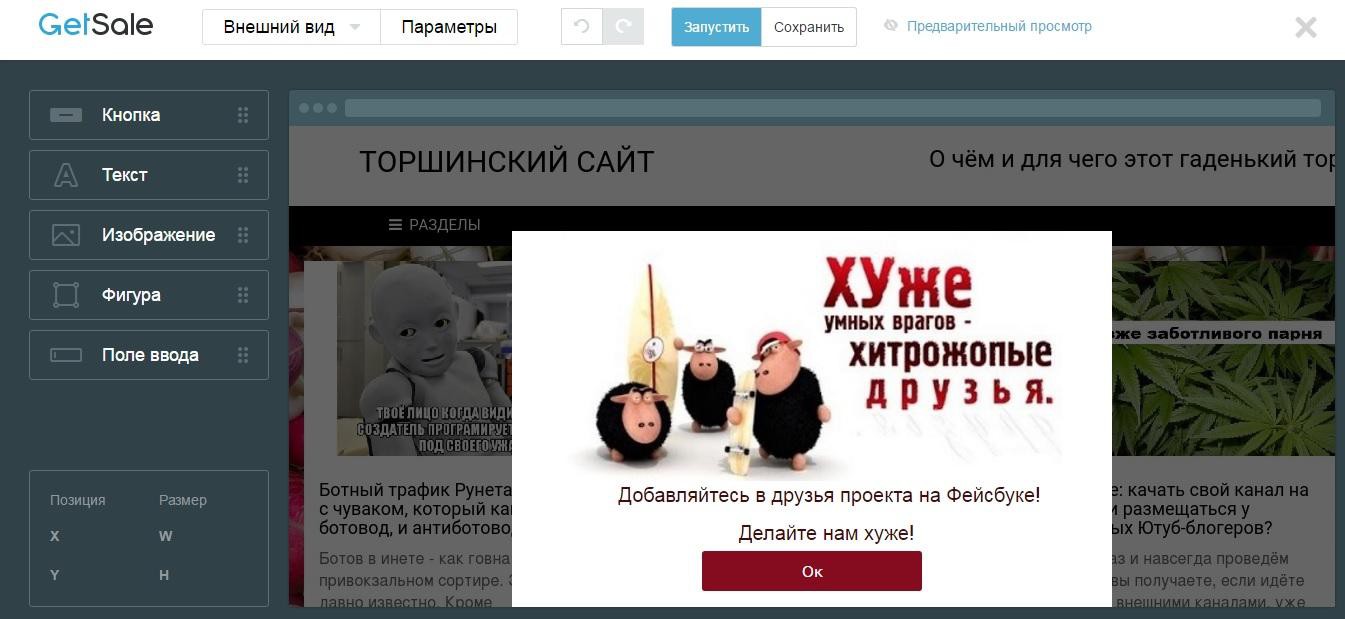 GetSale
Внешний вид
Параметры
Запустить
Сохранить
Предварительный просмотр
Кнопка
Текст
Изображение
Фигура
Поле ввода
Позиция Размер
X W
Y H
ТОРШИНСКИЙ САЙТ
О чём и для чего этот гаденький тор
РАЗДЕЛЫ
ТВОЁ ЛИЦО КОГДА ВИДИ
СОЗДАТЕЛЬ ПРОГРАМИРУЕТ
ПОД СВОЕГО УЖА
ХУже
умных врагов -
хитрожопые
друзья.
Добавляйтесь в друзья проекта на Фейсбуке!
Делайте нам хуже!
Ок
же заботливого парня
Ботный трафик Рунета
с чуваком, который ка
ботовод, и антиботово
Ботов в инете - как говна
привокзальном сортире.
давно известно. Кроме
е: качать свой канал на
и размещаться у
ых Ютуб-блогеров?
аз и навсегда проведём
вы получаете, если идёте
внешними каналами, уже